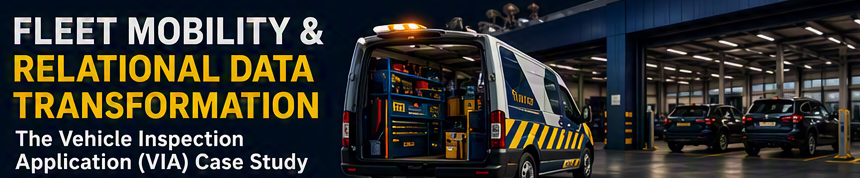 FLEET MOBILITY &
RELATIONAL DATA
TRANSFORMATION
The Vehicle Inspection
Application (VIA) Case Study